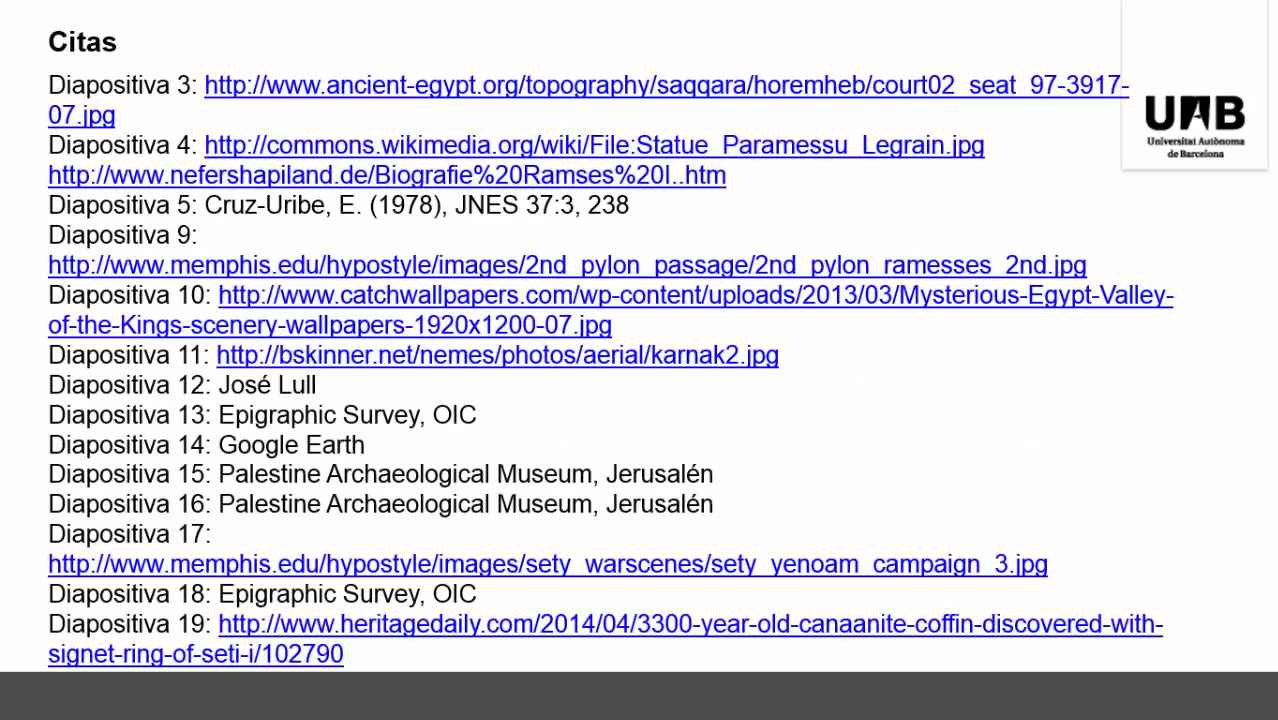 Citas
Diapositiva 3: http://www.ancient-egypt.org/topography/saqqara/horemheb/court02_seat_97-3917-
07.jpg
Diapositiva 4: http://commons.wikimedia.org/wiki/File:Statue_Paramessu_Legrain.jpg
http://www.nefershapiland.de/Biografie%20Ramses%20I..htm
Diapositiva 5: Cruz-Uribe, E. (1978), JNES 37:3, 238
Diapositiva 9:
http://www.memphis.edu/hypostyle/images/2nd_pylon_passage/2nd_pylon_ramesses_2nd.jpg
Diapositiva 10: http://www.catchwallpapers.com/wp-content/uploads/2013/03/Mysterious-Egypt-Valley-
of-the-Kings-scenery-wallpapers-1920x1200-07.jpg
Diapositiva 11: http://bskinner.net/nemes/photos/aerial/karnak2.jpg
Diapositiva 12: José Lull
Diapositiva 13: Epigraphic Survey, OIC
Diapositiva 14: Google Earth
Diapositiva 15: Palestine Archaeological Museum, Jerusalén
Diapositiva 16: Palestine Archaeological Museum, Jerusalén
Diapositiva 17:
http://www.memphis.edu/hypostyle/images/sety_warscenes/sety_yenoam_campaign_3.jpg
Diapositiva 18: Epigraphic Survey, OIC
Diapositiva 19: http://www.heritagedaily.com/2014/04/3300-year-old-canaanite-coffin-discovered-with-
signet-ring-of-seti-i/102790
UAB
Universitat Autònoma
de Barcelona